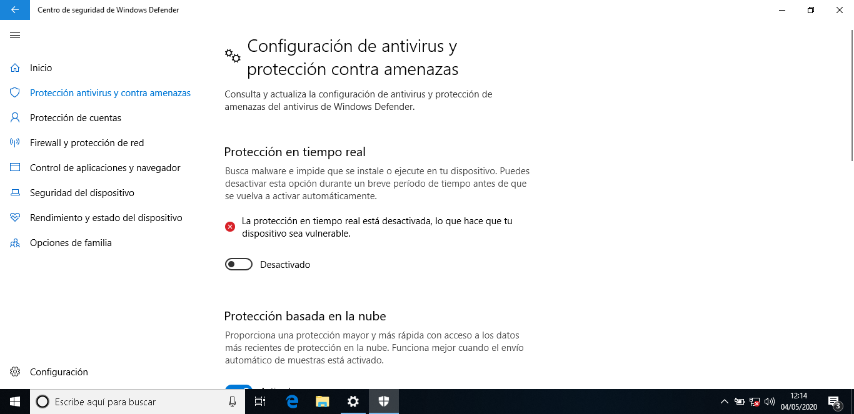 Centro de seguridad de Windows Defender
Inicio
Protección antivirus y contra amenazas
Protección de cuentas
Firewall y protección de red
Control de aplicaciones y navegador
Seguridad del dispositivo
Rendimiento y estado del dispositivo
Opciones de familia
Configuración
Configuración de antivirus y
protección contra amenazas
Consulta y actualiza la configuración de antivirus y protección de
amenazas del antivirus de Windows Defender.
Protección en tiempo real
Busca malware e impide que se instale o ejecute en tu dispositivo. Puedes
desactivar esta opción durante un breve período de tiempo antes de que
se vuelva a activar automáticamente.
La protección en tiempo real está desactivada, lo que hace que tu
dispositivo sea vulnerable.
Desactivado
Protección basada en la nube
Proporciona una protección mayor y más rápida con acceso a los datos
más recientes de protección en la nube. Funciona mejor cuando el envío
automático de muestras está activado.
Escribe aquí para buscar
12:14
04/05/2020
3